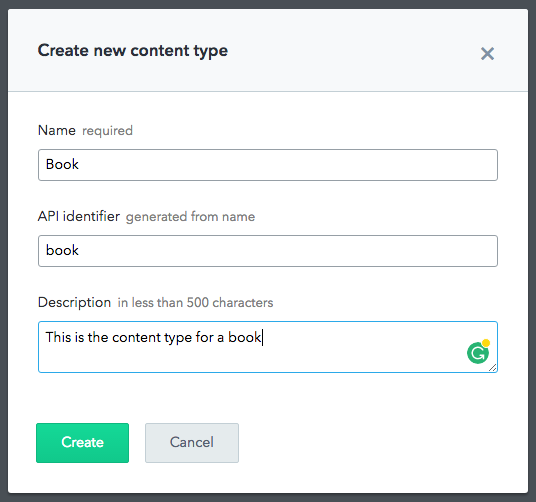 Create new content type
Name required
Book
API identifier generated from name
book
Description in less than 500 characters
This is the content type for a book
Create Cancel